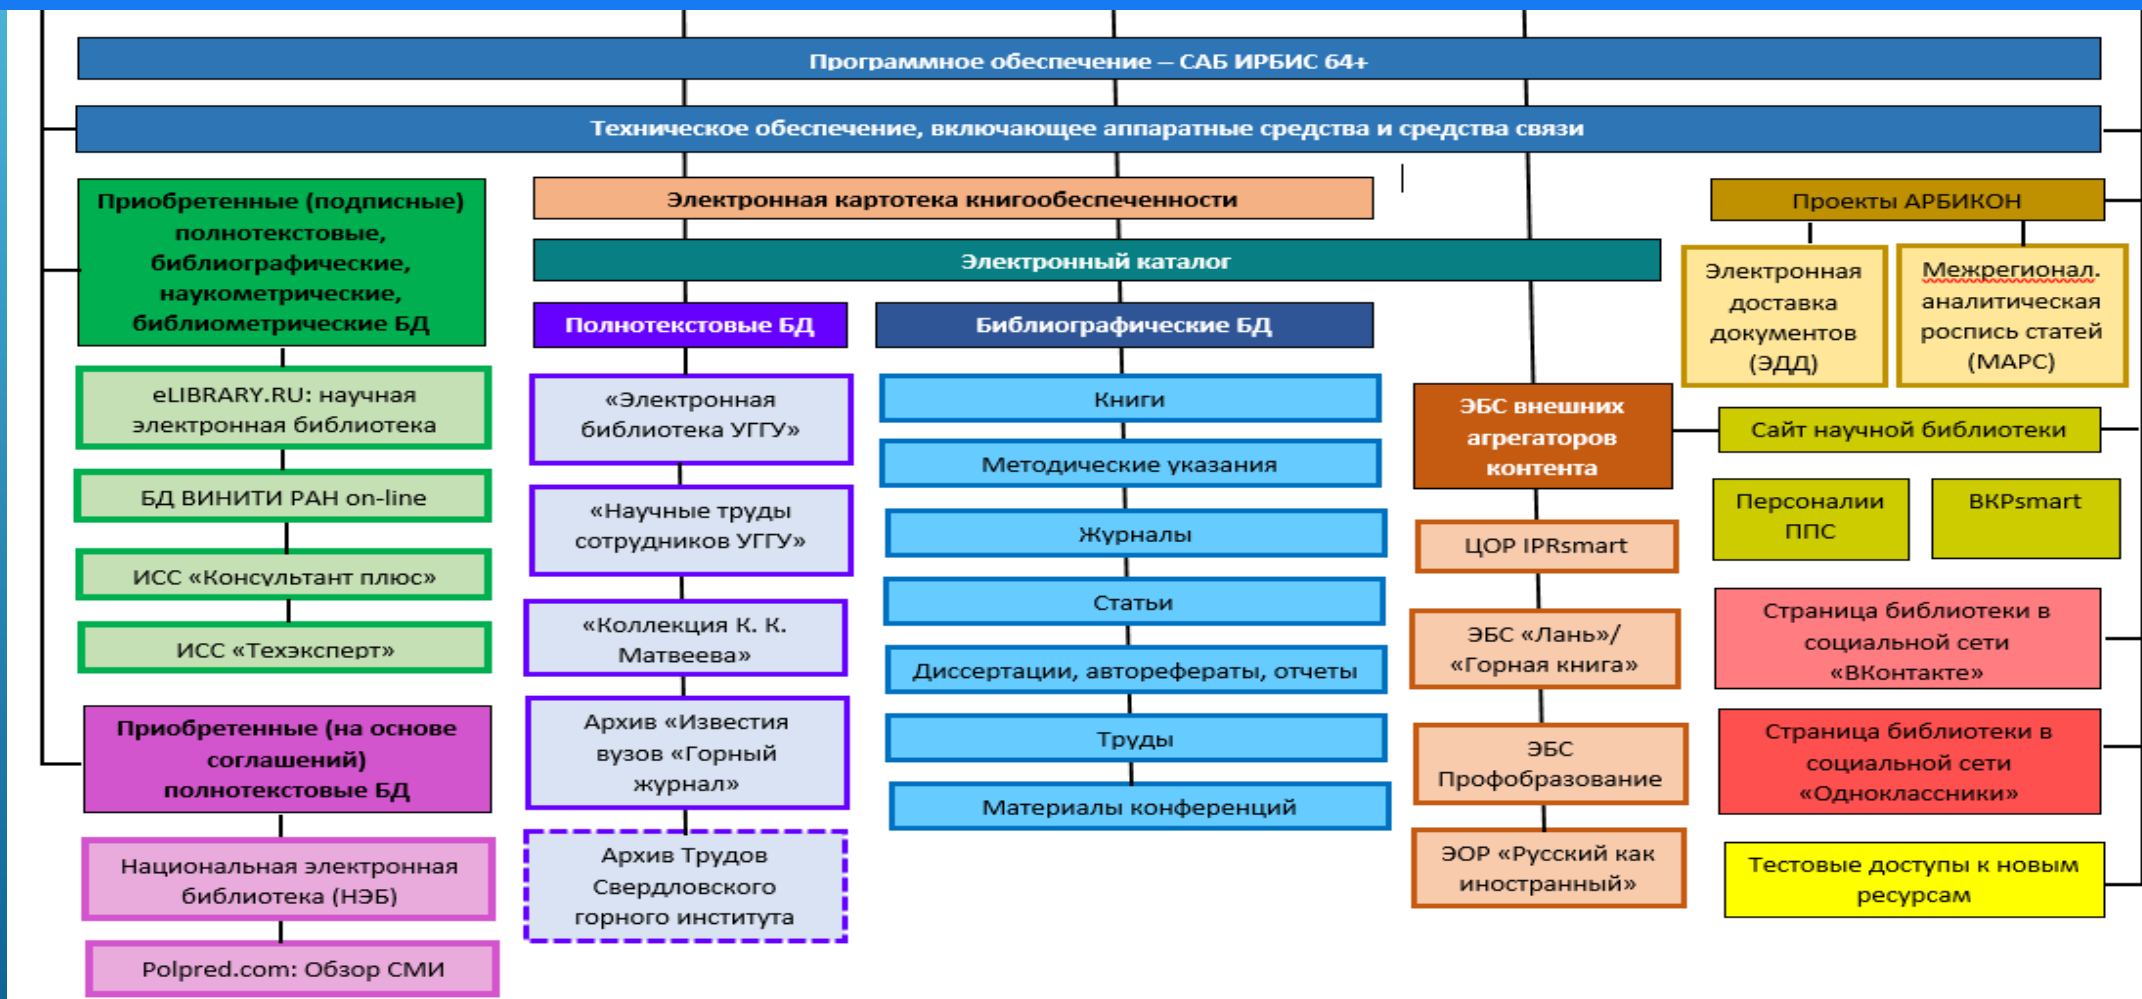 Программное обеспечение – САБ ИРБИС 64+
Техническое обеспечение, включающее аппаратные средства и средства связи
Приобретенные (подписные)
полнотекстовые,
библиографические,
наукометрические,
библиометрические БД
eLIBRARY.RU: научная
электронная библиотека
БД ВИНИТИ РАН on-line
ИСС «Консультант плюс»
ИСС «Техэксперт»
Приобретенные (на основе
соглашений)
полнотекстовые БД
Национальная электронная
библиотека (НЭБ)
Polpred.com: Обзор СМИ
Электронная картотека книгообеспеченности
Электронный каталог
Полнотекстовые БД
«Электронная
библиотека УГГУ»
«Научные труды
сотрудников УГГУ»
«Коллекция К. К.
Матвеева»
Архив «Известия
вузов «Горный
журнал»
Архив Трудов
Свердловского
горного института
Библиографические БД
Книги
Методические указания
Журналы
Статьи
Диссертации, авторефераты, отчеты
Труды
Материалы конференций
ЭБС внешних
агрегаторов
контента
ЦОР IPRsmart
ЭБС «Лань»/
«Горная книга»
ЭБС
Профобразование
ЭОР «Русский как
иностранный»
Проекты АРБИКОН
Электронная
доставка
документов
(ЭДД)
Межрегионал.
аналитическая
роспись статей
(МАРС)
Сайт научной библиотеки
Персоналии
ППС
ВКРsmart
Страница библиотеки в
социальной сети
«ВКонтакте»
Страница библиотеки в
социальной сети
«Одноклассники»
Тестовые доступы к новым
ресурсам